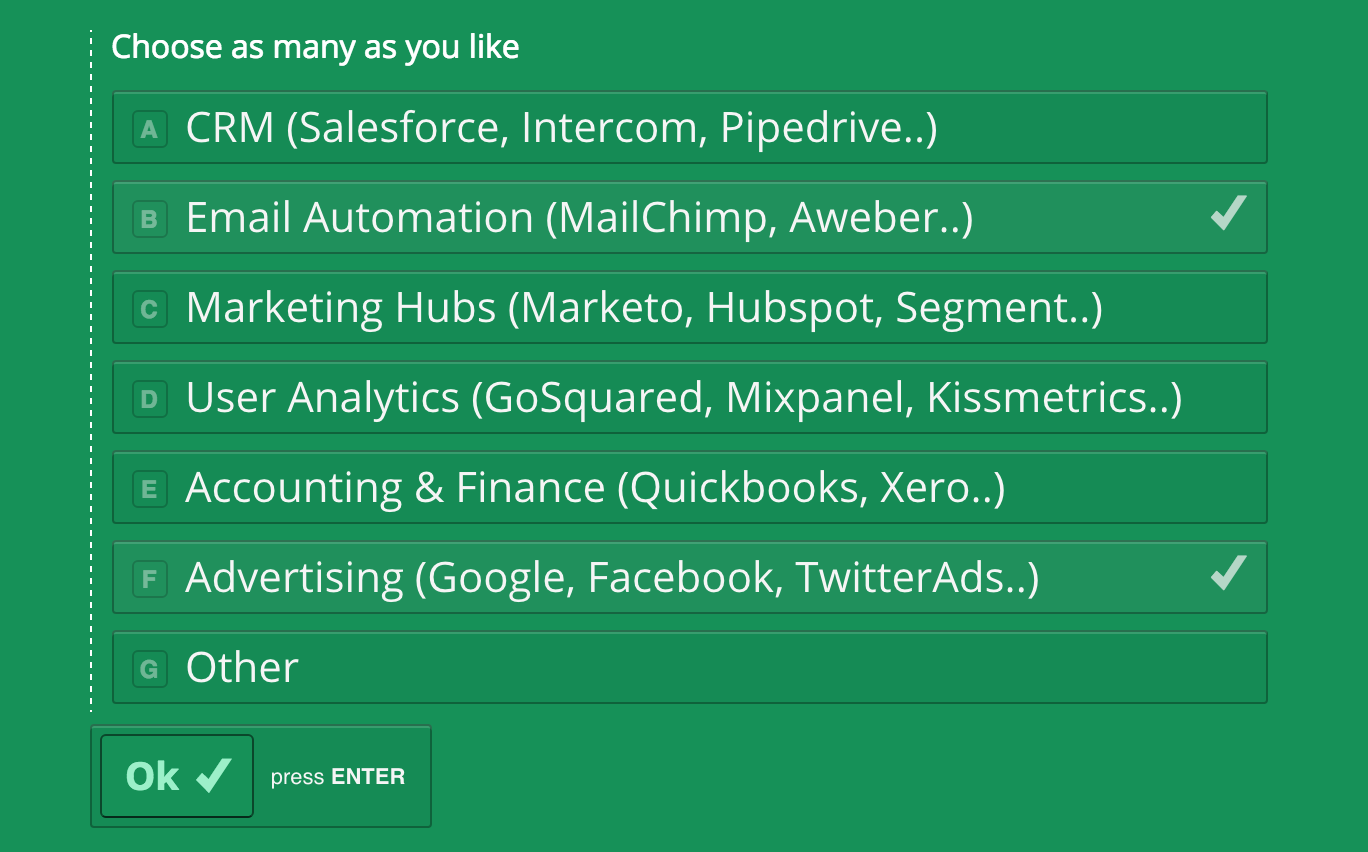 Choose as many as you like
A CRM (Salesforce, Intercom, Pipedrive..)
B Email Automation (MailChimp, Aweber..)
C Marketing Hubs (Marketo, Hubspot, Segment..)
D User Analytics (GoSquared, Mixpanel, Kissmetrics..)
E Accounting & Finance (Quickbooks, Xero..)
F Advertising (Google, Facebook, TwitterAds..)
G Other
Ok press ENTER